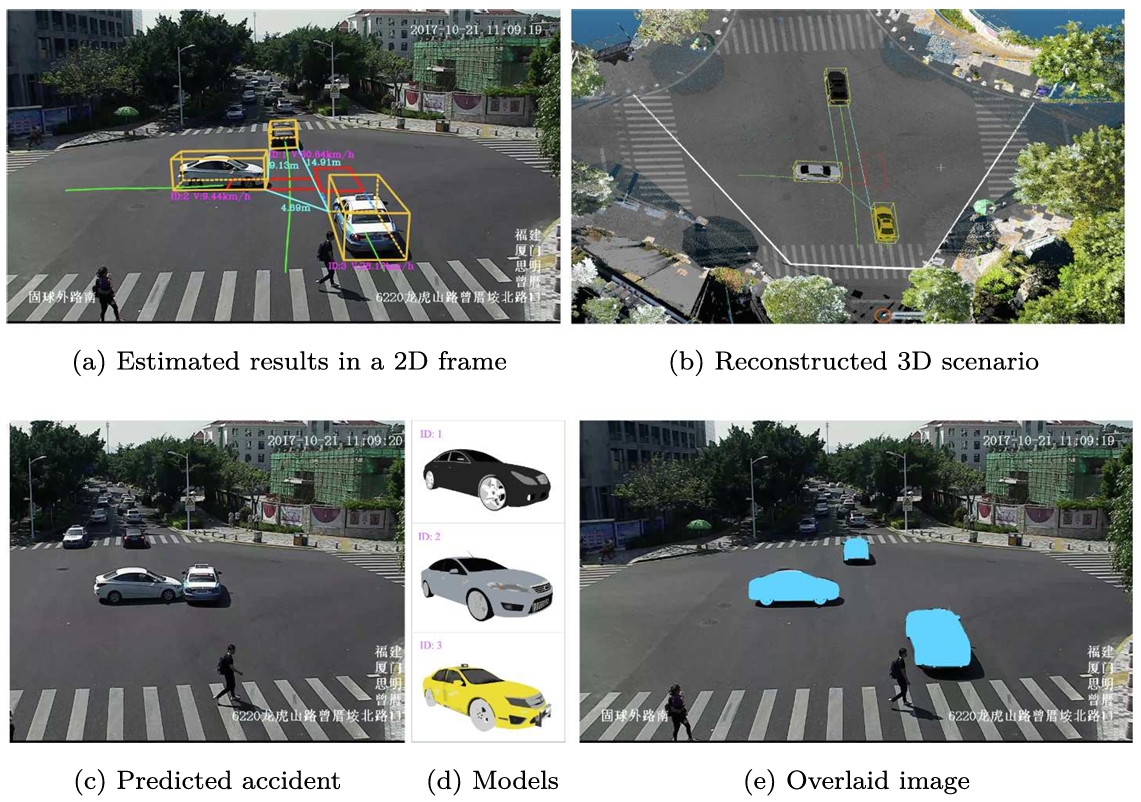 2017-10-21, 11:09:19
ID:1 V:40.64km/h
9.13m
14.91m
ID:2 V:9.44km/h
4.89m
福建
厦门
思明
曾厝
固球外路南
6220龙虎山路曾厝垵北路口
(a) Estimated results in a 2D frame
(b) Reconstructed 3D scenario
2017-10-21, 11:09:20
福建
厦门
思明
曾厝
6220龙虎山路曾厝垵北路口
ID: 1
ID: 2
ID: 3
2017-10-21, 11:09:19
福建
厦门
思明
曾厝
固球外路南
6220龙虎山路曾厝垵北路口
(c) Predicted accident
(d) Models
(e) Overlaid image